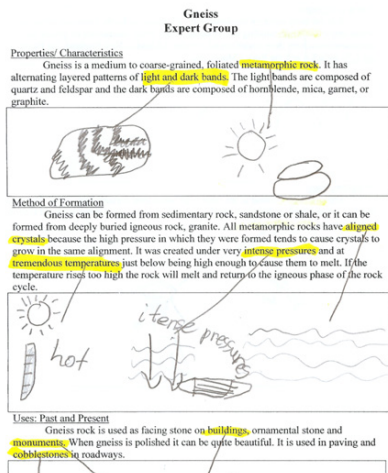 Gneiss
Expert Group
Properties/ Characteristics
Gneiss is a medium to coarse-grained, foliated metamorphic rock. It has
alternating layered patterns of light and dark bands. The light bands are composed of
quartz and feldspar and the dark bands are composed of hornblende, mica, garnet, or
graphite.
Method of Formation
Gneiss can be formed from sedimentary rock, sandstone or shale, or it can be
formed from deeply buried igneous rock, granite. All metamorphic rocks have aligned
crystals because the high pressure in which they were formed tends to cause crystals to
grow in the same alignment. It was created under very intense pressures and at
tremendous temperatures just below being high enough to cause them to melt. If the
temperature rises too high the rock will melt and return to the igneous phase of the rock
cycle.
itense pressures
hot
Uses: Past and Present
Gneiss rock is used as facing stone on buildings, ornamental stone and
monuments. When gneiss is polished it can be quite beautiful. It is used in paving and
cobblestones in roadways.